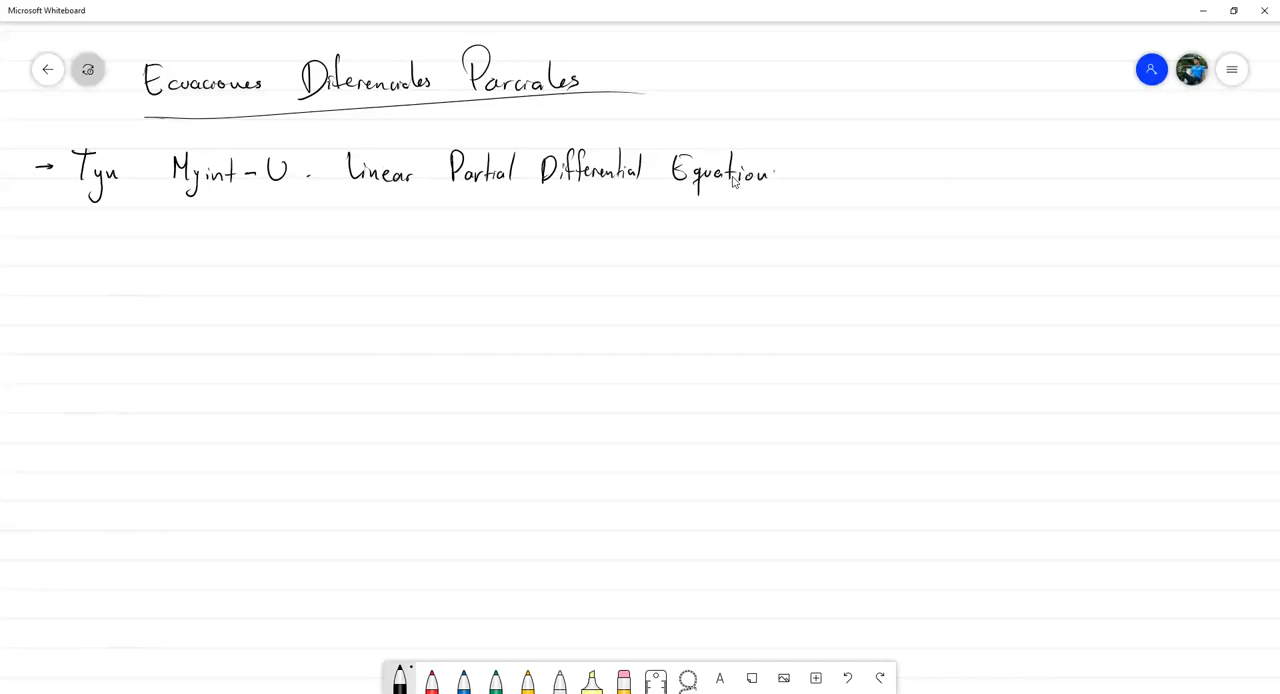 Microsoft Whiteboard
Ecuaciones Diferenciales Parciales
→ Tyn Myint-U. Linear Partial Differential Equation
A